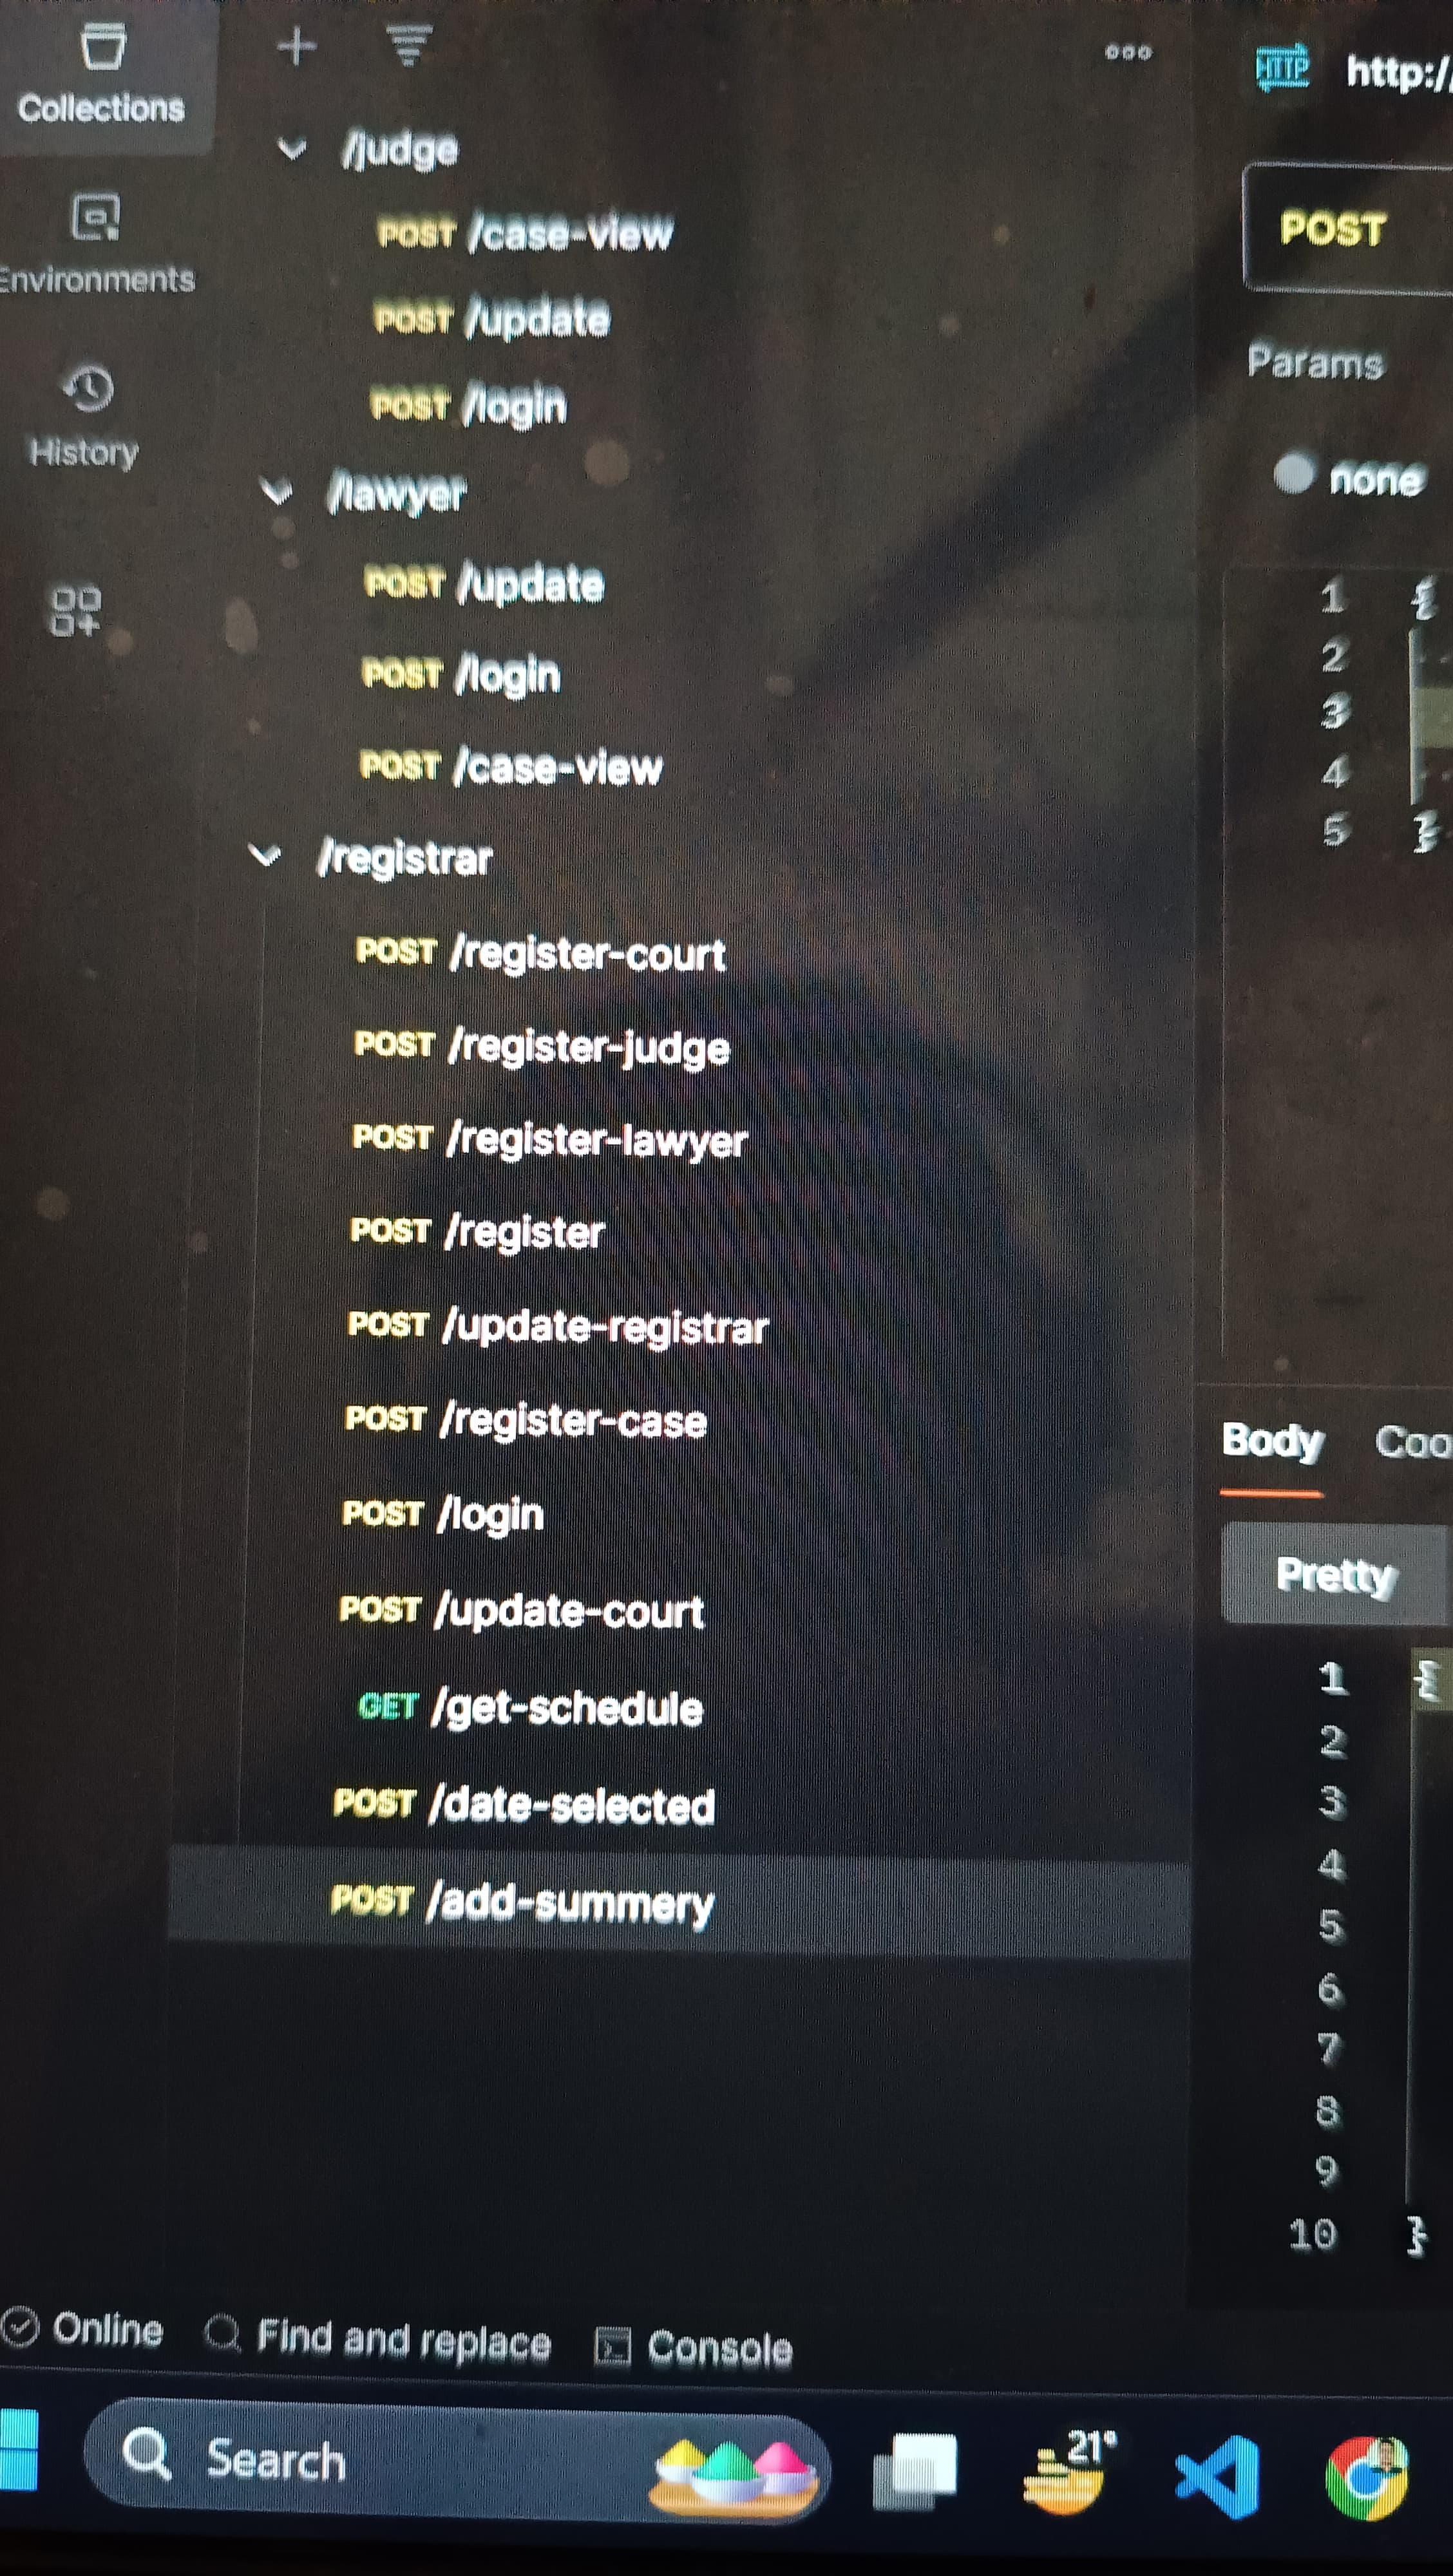 Collections
Environments
History
/judge
POST /case-view
POST /update
POST /login
/lawyer
POST /update
POST /login
POST /case-view
/registrar
POST /register-court
POST /register-judge
POST /register-lawyer
POST /register
POST /update-registrar
POST /register-case
POST /login
POST /update-court
GET /get-schedule
POST /date-selected
POST /add-summery
HTTP http:/
POST
Params
none
1 {
2
3
4
5 }
Body Coo
Pretty
1 {
2
3
4
5
6
7
8
9
10 }
Online Find and replace Console
Search 21°